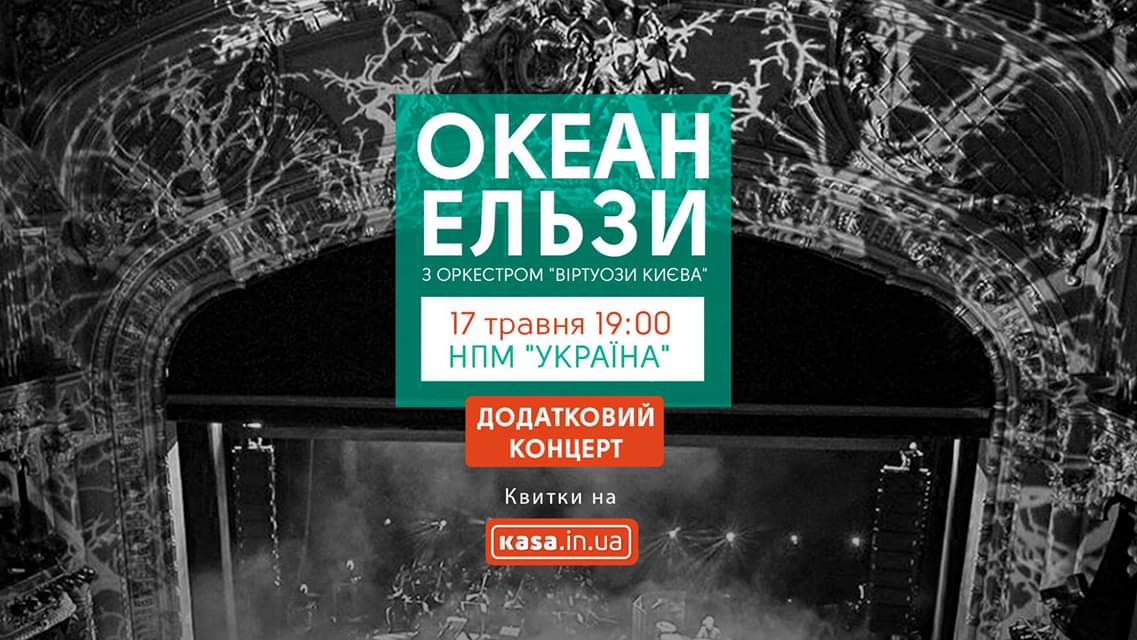 ОКЕАН
ЕЛЬЗИ
З ОРКЕСТРОМ "ВІРТУОЗИ КИЄВА"
17 травня 19:00
НПМ "УКРАЇНА"
ДОДАТКОВИЙ
КОНЦЕРТ
Квитки на
kasa.in.ua